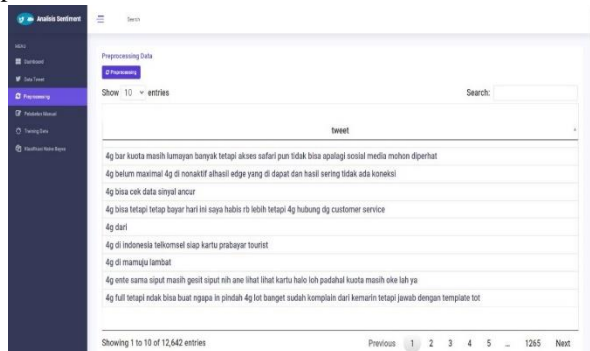 Analisis Sentiment
Search
MENU
Dashboard
Data Tweet
Preprocessing
Pelabelan Manual
Training Data
Klasifikasi Naive Bayes
Preprocessing Data
Preprocessing
Show 10 entries
Search:
tweet
4g bar kuota masih lumayan banyak tetapi akses safari pun tidak bisa apalagi sosial media mohon diperhat
4g belum maximal 4g di nonaktif alhasil edge yang di dapat dan hasil sering tidak ada koneksi
4g bisa cek data sinyal ancur
4g bisa tetapi tetap bayar hari ini saya habis rb lebih tetapi 4g hubung dg customer service
4g dari
4g di indonesia telkomsel siap kartu prabayar tourist
4g di mamuju lambat
4g ente sama siput masih gesit siput nih ane lihat lihat kartu halo loh padahal kuota masih oke lah ya
4g full tetapi ndak bisa buat ngapa in pindah 4g lot banget sudah komplain dari kemarin tetapi jawab dengan template tot
Showing 1 to 10 of 12,642 entries
Previous 1 2 3 4 5 … 1265 Next